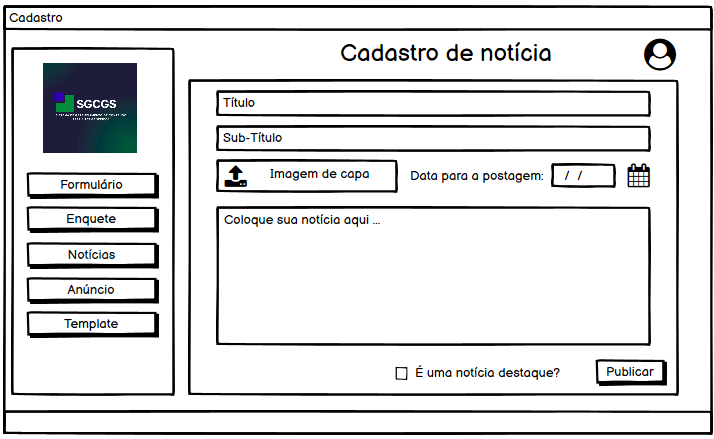 Cadastro
SGCGS
Formulário
Enquete
Notícias
Anúncio
Template
Cadastro de notícia
Título
Sub-Título
Imagem de capa
Data para a postagem:
/ /
Coloque sua notícia aqui ...
É uma notícia destaque?
Publicar